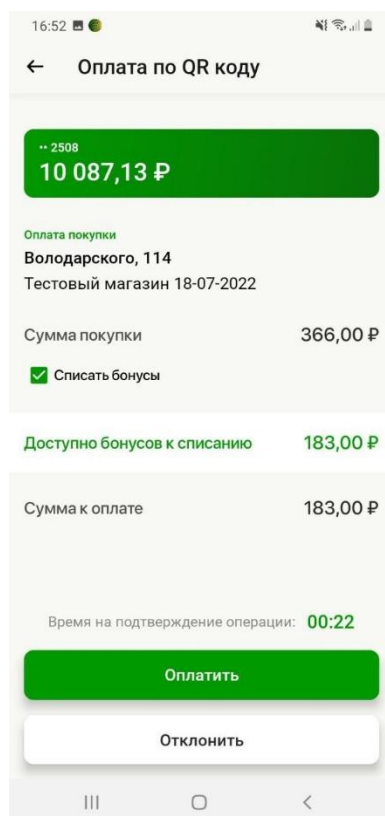 16:52
Оплата по QR коду
•• 2508
10 087,13 ₽
Оплата покупки
Володарского, 114
Тестовый магазин 18-07-2022
Сумма покупки 366,00 ₽
Списать бонусы
Доступно бонусов к списанию 183,00 ₽
Сумма к оплате 183,00 ₽
Время на подтверждение операции: 00:22
Оплатить
Отклонить